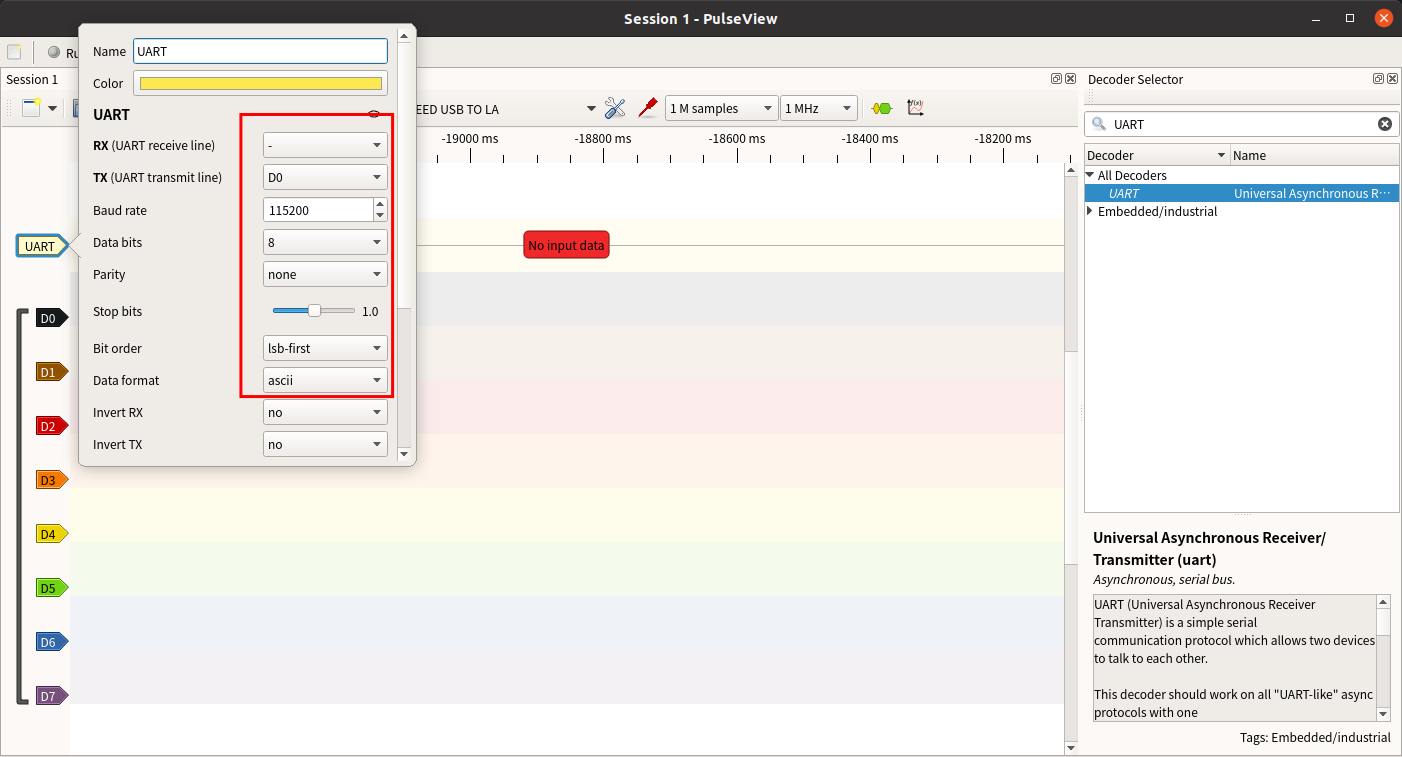 Session 1 - PulseView
Session 1
Name UART
Color
UART
RX (UART receive line) -
TX (UART transmit line) D0
Baud rate 115200
Data bits 8
Parity none
Stop bits 1.0
Bit order lsb-first
Data format ascii
Invert RX no
Invert TX no
USB TO LA
1 M samples
1 MHz
-19000 ms -18800 ms -18600 ms -18400 ms -18200 ms
UART
No input data
D0
D1
D2
D3
D4
D5
D6
D7
Decoder Selector
UART
Decoder Name
All Decoders
UART Universal Asynchronous R···
Embedded/industrial
Universal Asynchronous Receiver/
Transmitter (uart)
Asynchronous, serial bus.
UART (Universal Asynchronous Receiver
Transmitter) is a simple serial
communication protocol which allows two devices
to talk to each other.
This decoder should work on all "UART-like" async
protocols with one
Tags: Embedded/industrial